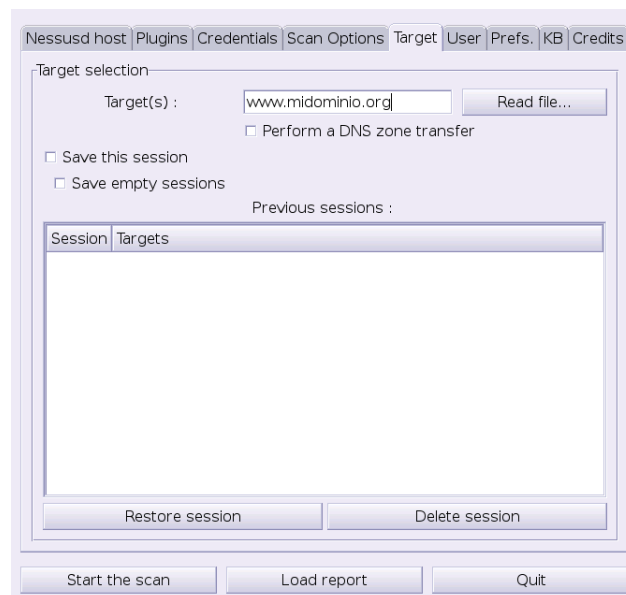 Nessusd host Plugins Credentials Scan Options Target User Prefs. KB Credits
Target selection
Target(s) : www.midominio.org Read file...
Perform a DNS zone transfer
Save this session
Save empty sessions
Previous sessions :
Session Targets
Restore session Delete session
Start the scan Load report Quit